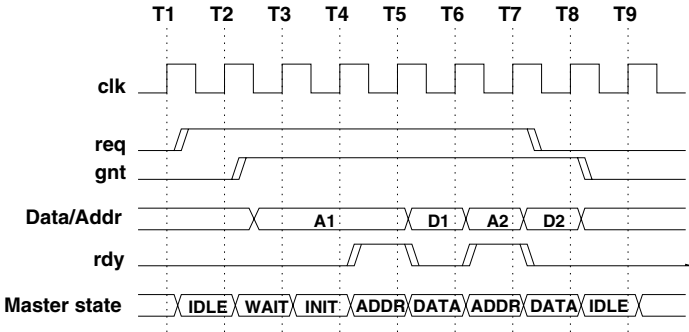 T1 T2 T3 T4 T5 T6 T7 T8 T9
clk
req
gnt
Data/Addr A1 D1 A2 D2
rdy
Master state IDLE WAIT INIT ADDR DATA ADDR DATA IDLE